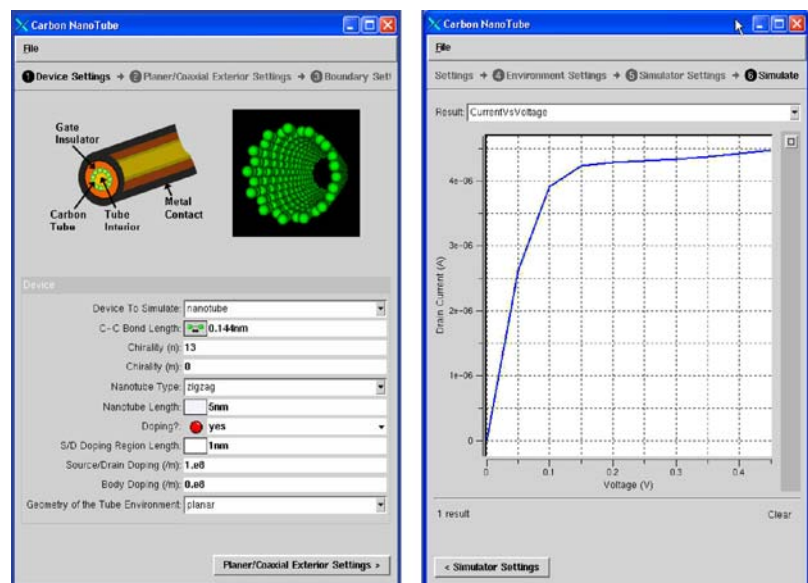 Carbon NanoTube
File
1 Device Settings → 2 Planer/Coaxial Exterior Settings → 3 Boundary Sett
Gate
Insulator
Carbon
Tube
Tube
Interior
Metal
Contact
Device
Device To Simulate: nanotube
C-C Bond Length: 0.144nm
Chirality (n): 13
Chirality (m): 0
Nanotube Type: zigzag
Nanotube Length: 5nm
Doping?: yes
S/D Doping Region Length: 1nm
Source/Drain Doping (/m): 1.e8
Body Doping (/m): 0.e8
Geometry of the Tube Environment: planar
Planer/Coaxial Exterior Settings >
Carbon NanoTube
File
Settings → 4 Environment Settings → 5 Simulator Settings → 6 Simulate
Result: CurrentVsVoltage
Drain Current (A)
4e-06
3e-06
2e-06
1e-06
0
0 0.1 0.2 0.3 0.4
Voltage (V)
1 result
Clear
< Simulator Settings